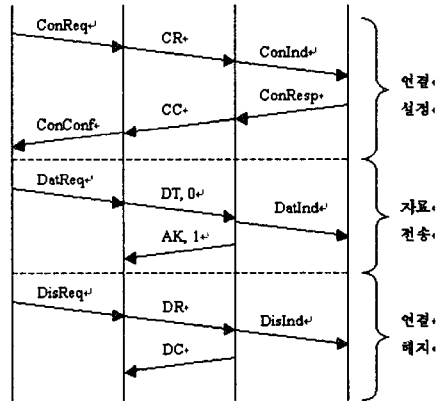 ConReq
CR
ConInd
연결
설정
ConResp
CC
ConConf
DatReq
DT, 0
DatInd
자료
전송
AK, 1
DisReq
DR
DisInd
연결
해지
DC